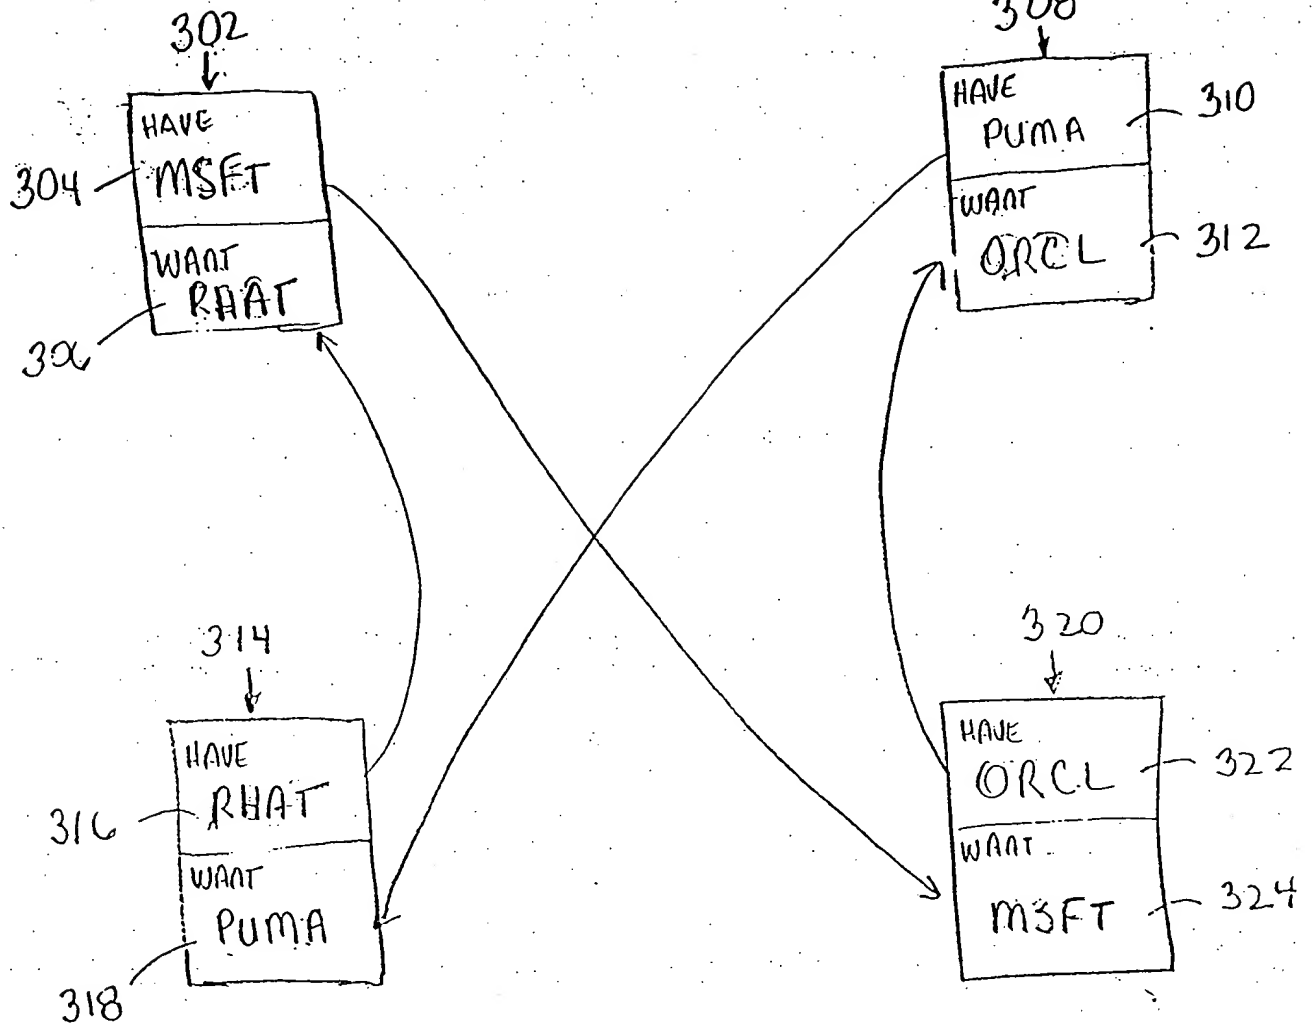 302
308
HAVE
MSFT
304
WANT
RHAT
306
HAVE
PUMA
310
WANT
ORCL
312
314
HAVE
RHAT
316
WANT
PUMA
318
320
HAVE
ORCL
322
WANT
MSFT
324